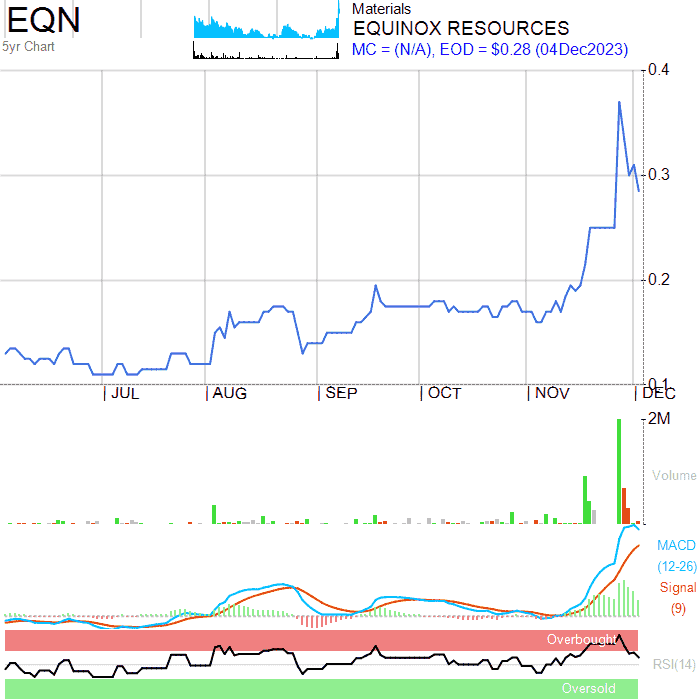 EQN
5yr Chart
Materials
EQUINOX RESOURCES
MC = (N/A), EOD = $0.28 (04Dec2023)
0.4
0.3
0.2
0.1
JUL AUG SEP OCT NOV DEC
2M
Volume
MACD
(12-26)
Signal
(9)
Overbought
RSI(14)
Oversold